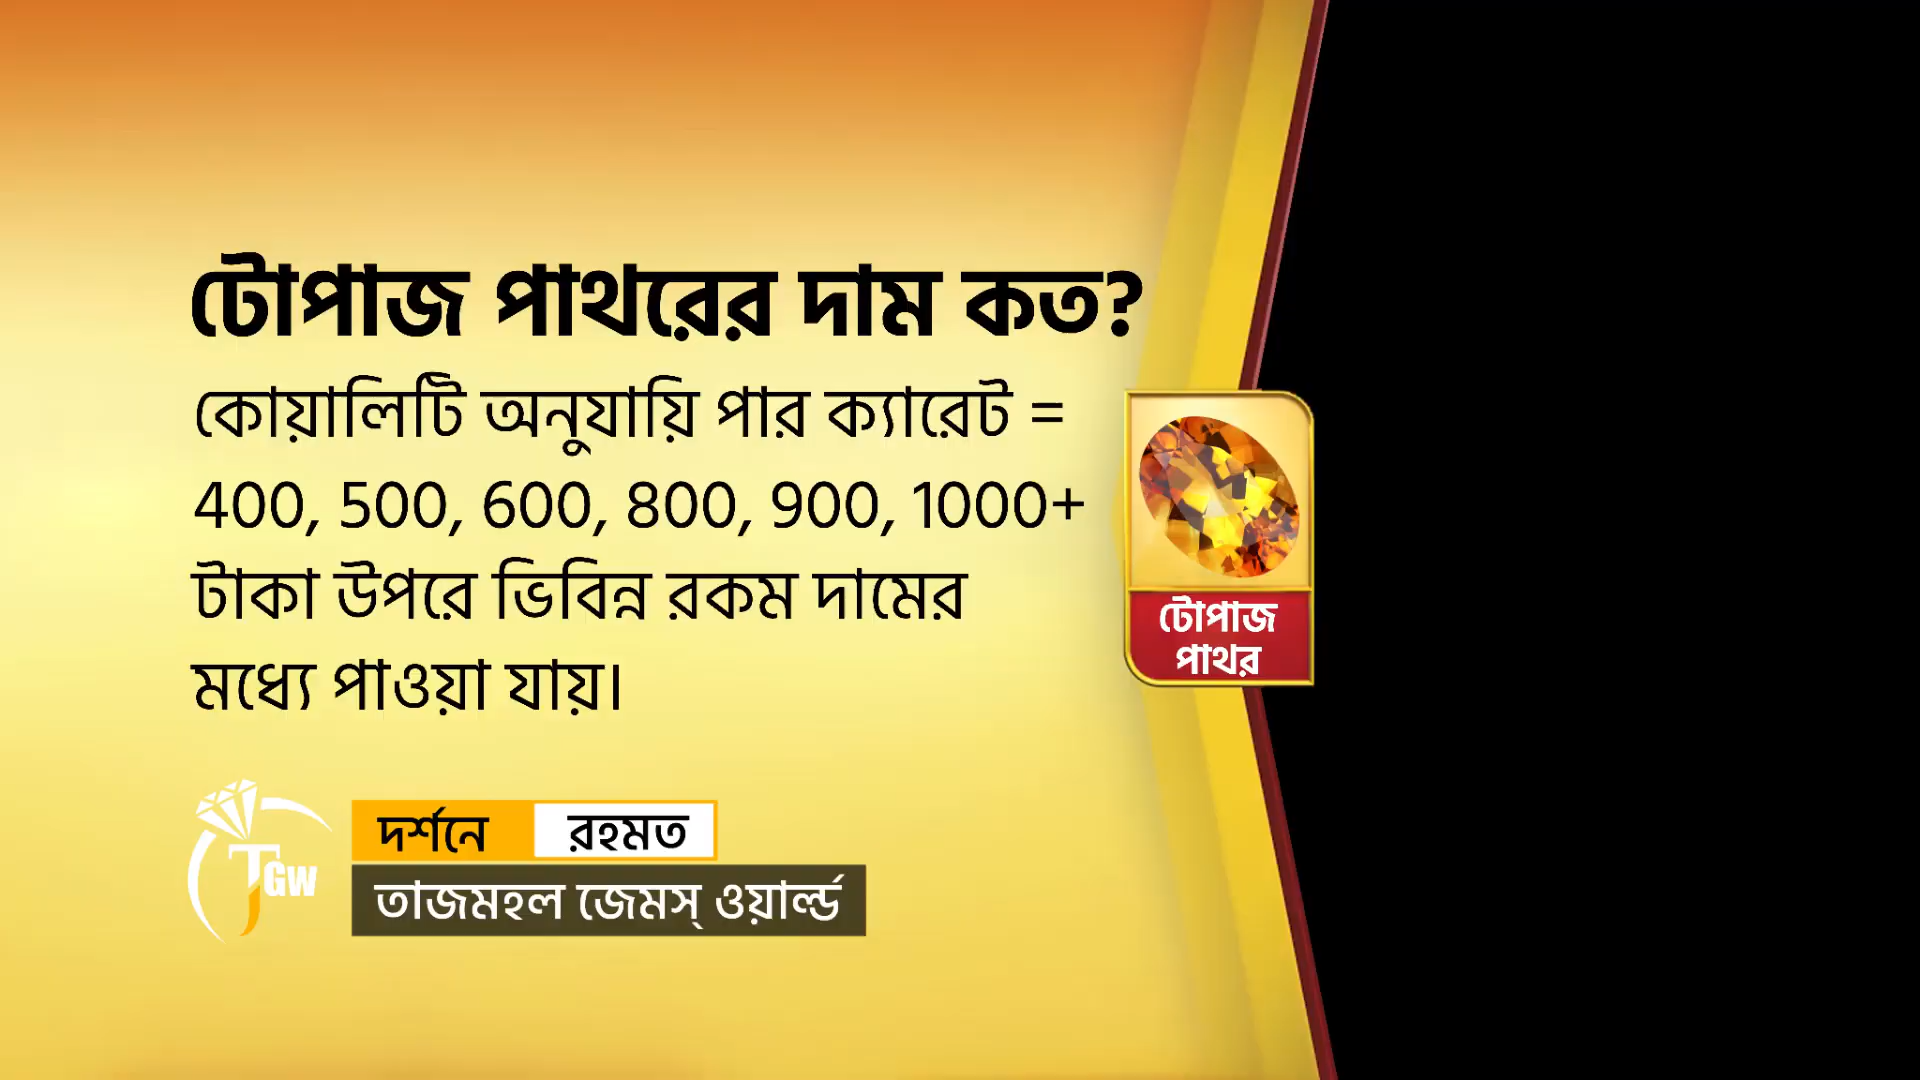 টোপাজ পাথরের দাম কত?
কোয়ালিটি অনুযায়ি পার ক্যারেট =
400, 500, 600, 800, 900, 1000+
টাকা উপরে ভিবিন্ন রকম দামের
মধ্যে পাওয়া যায়।
টোপাজ
পাথর
TJGW
দর্শনে রহমত
তাজমহল জেমস্ ওয়ার্ল্ড